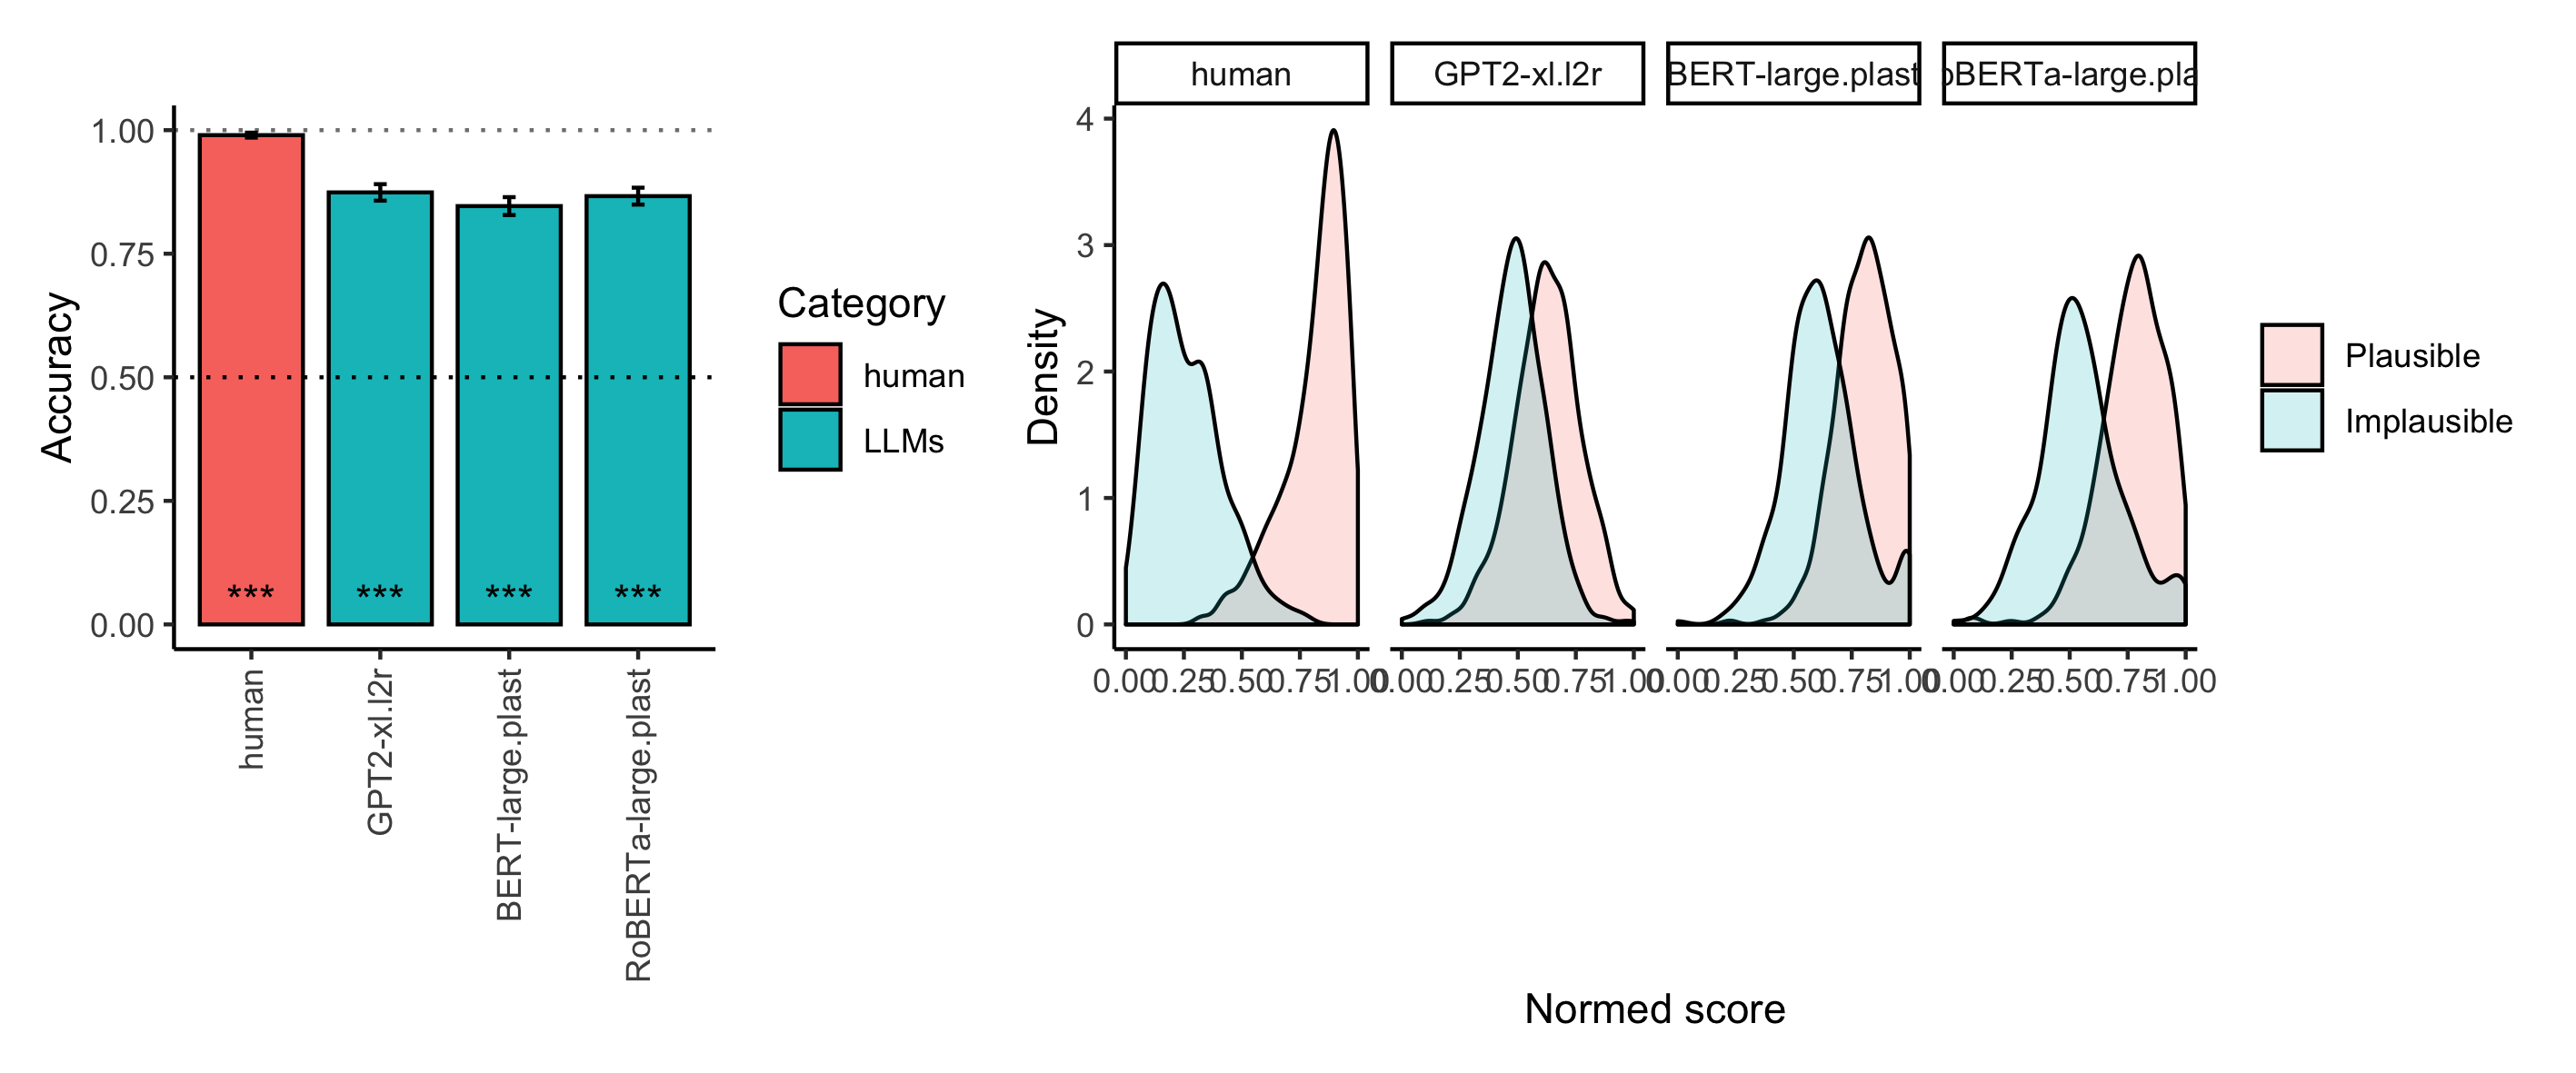 Accuracy
1.00
0.75
0.50
0.25
0.00
***
***
***
***
human
GPT2-xl.l2r
BERT-large.plast
RoBERTa-large.plast
Category
human
LLMs
human
GPT2-xl.l2r
BERT-large.plast
oBERTa-large.pla
Density
4
3
2
1
0
0.00 0.25 0.50 0.75 1.00
0.00 0.25 0.50 0.75 1.00
0.00 0.25 0.50 0.75 1.00
0.00 0.25 0.50 0.75 1.00
Normed score
Plausible
Implausible